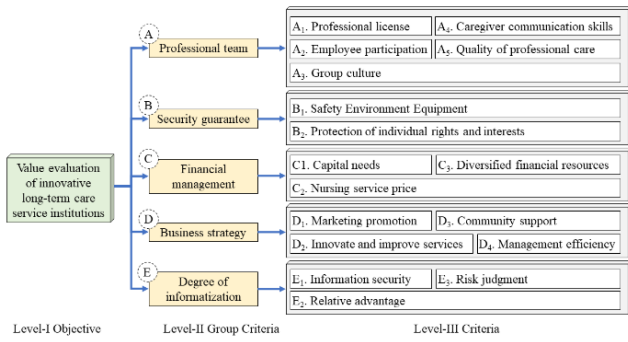 Value evaluation
of innovative
long-term care
service institutions
A
Professional team
A₁. Professional license
A₄. Caregiver communication skills
A₂. Employee participation
A₅. Quality of professional care
A₃. Group culture
B
Security guarantee
B₁. Safety Environment Equipment
B₂. Protection of individual rights and interests
C
Financial
management
C1. Capital needs
C₃. Diversified financial resources
C₂. Nursing service price
D
Business strategy
D₁. Marketing promotion
D₃. Community support
D₂. Innovate and improve services
D₄. Management efficiency
E
Degree of
informatization
E₁. Information security
E₃. Risk judgment
E₂. Relative advantage
Level-I Objective
Level-II Group Criteria
Level-III Criteria